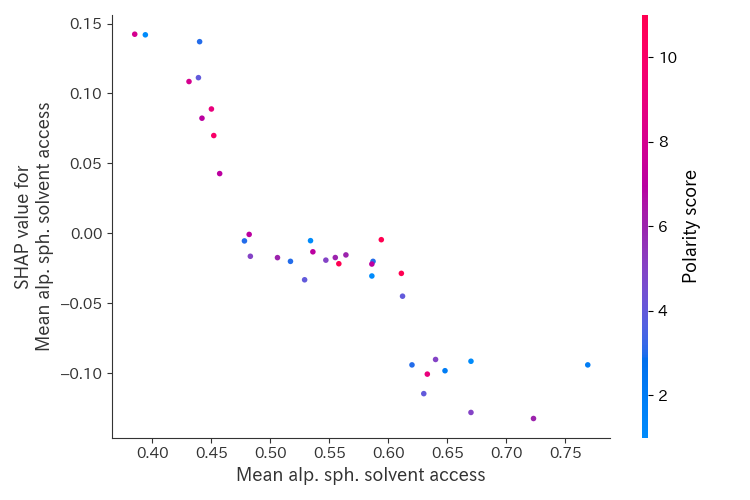 0.15
0.10
0.05
0.00
−0.05
−0.10
SHAP value for
Mean alp. sph. solvent access
0.40 0.45 0.50 0.55 0.60 0.65 0.70 0.75
Mean alp. sph. solvent access
10
8
6
4
2
Polarity score